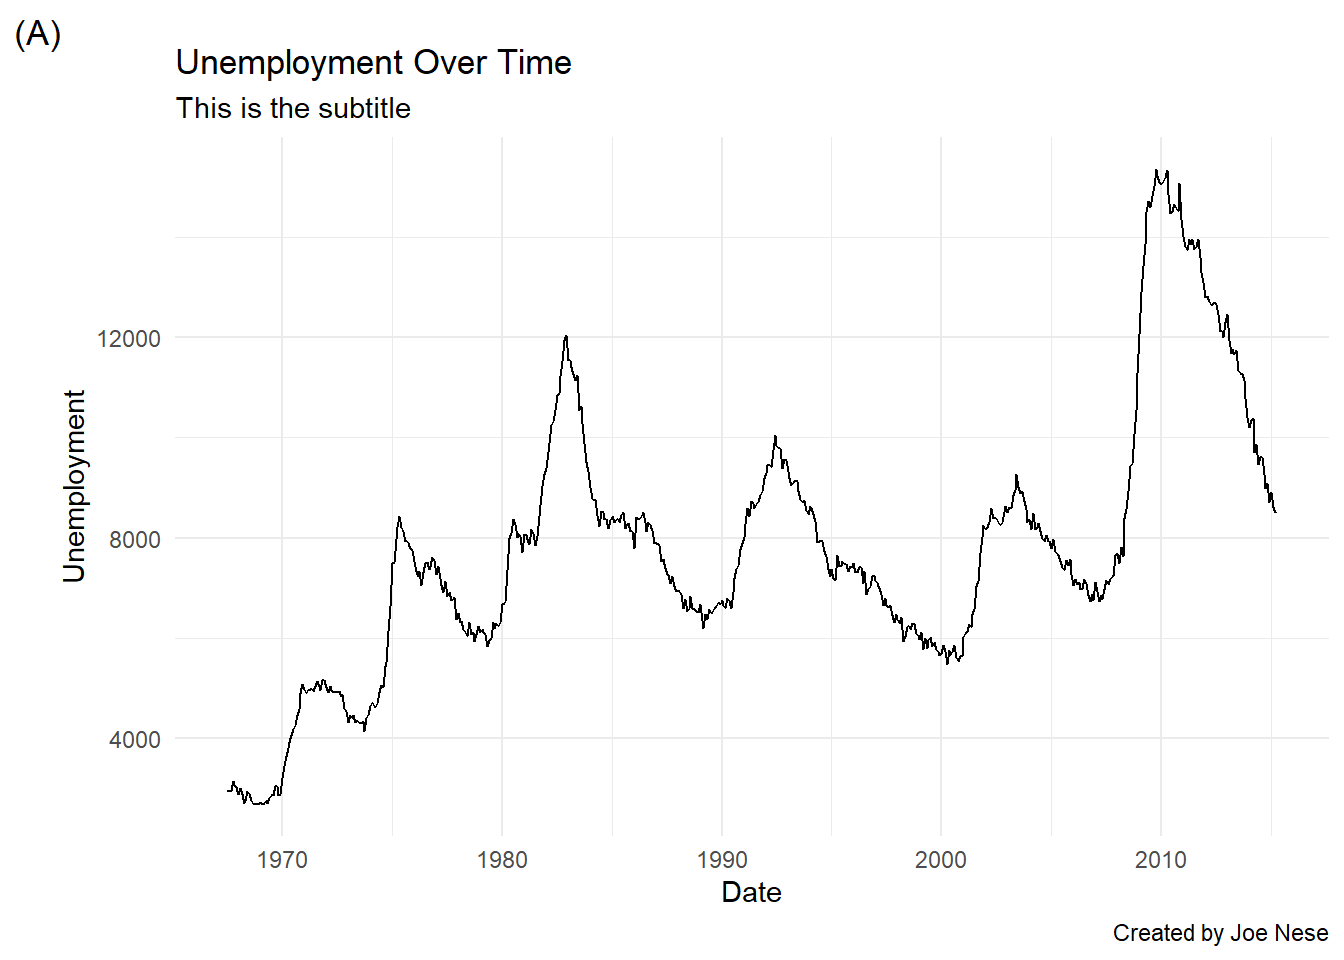 (A)
Unemployment Over Time
This is the subtitle
12000
8000
4000
Unemployment
1970 1980 1990 2000 2010
Date
Created by Joe Nese